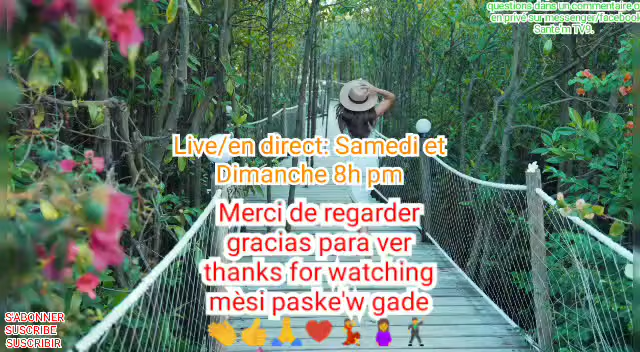 questions dans un commentaire
en privé sur messenger/facebook
Sante'm TV9.
Live/en direct: Samedi et
Dimanche 8h pm
Merci de regarder
gracias para ver
thanks for watching
mèsi paske'w gade
👏👍🙏❤️💃🤷‍♀️🚶‍♂️
S'ABONNER
SUSCRIBE
SUSCRIBIR